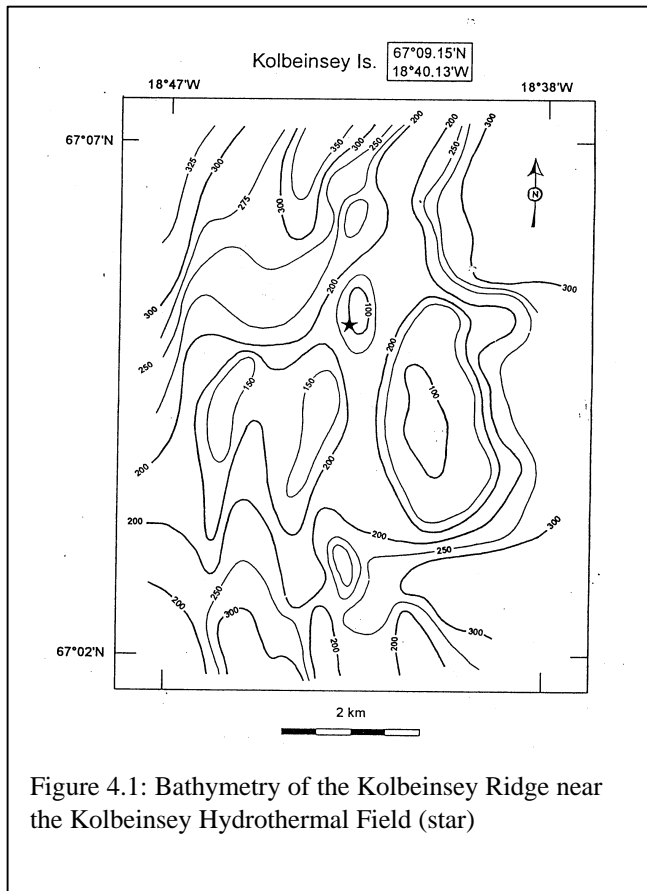 Kolbeinsey Is.
67°09.15'N
18°40.13'W
18°47'W
18°38'W
67°07'N
325
300
275
300
350
300
250
200
200
250
300
N
300
250
200
200
100
300
200
150
150
100
200
200
200
250
300
200
250
300
200
200
300
67°02'N
2 km
Figure 4.1: Bathymetry of the Kolbeinsey Ridge near
the Kolbeinsey Hydrothermal Field (star)